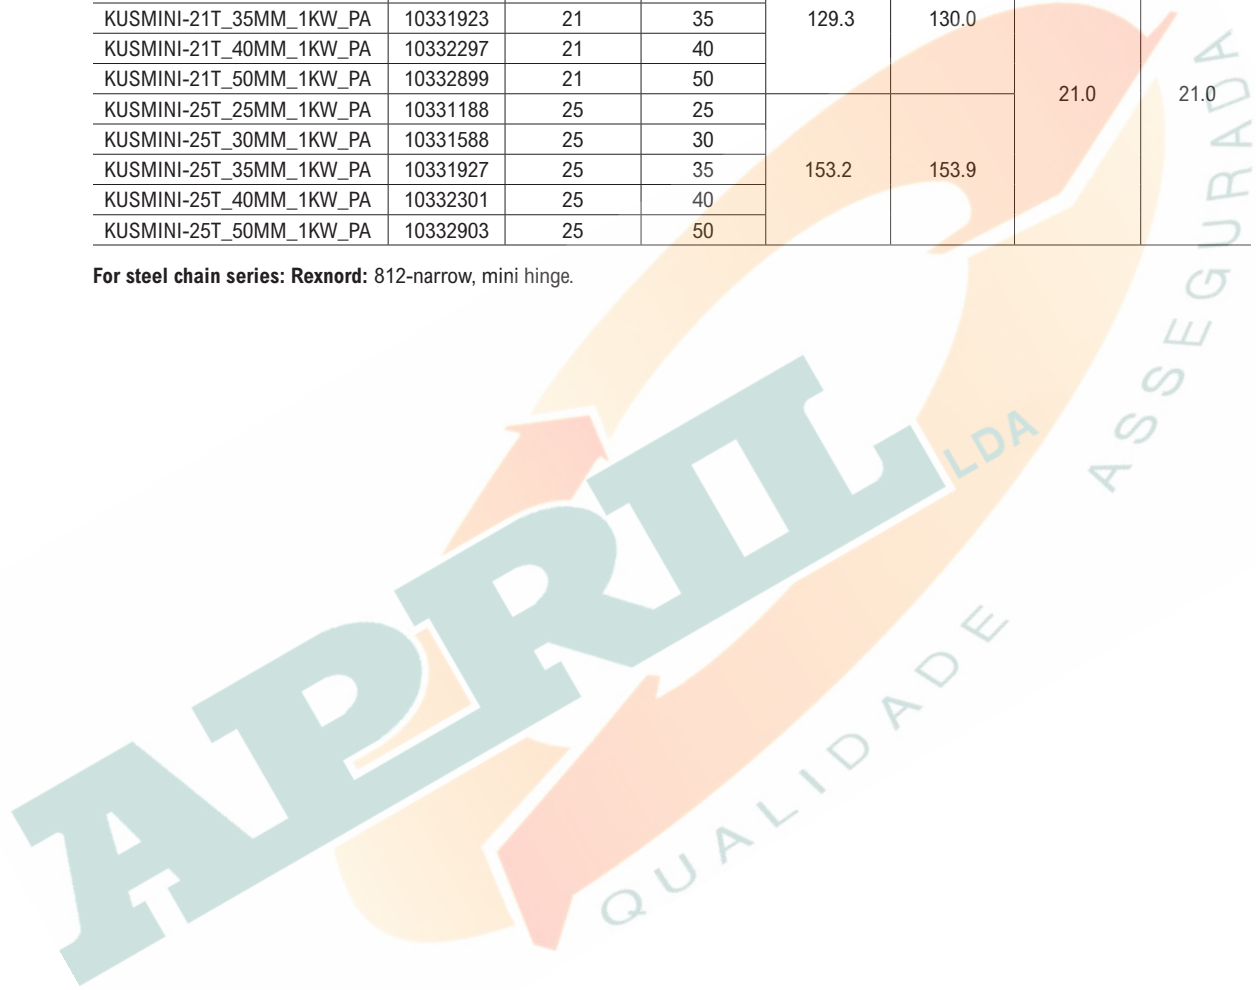 KUSMINI-21T_35MM_1KW_PA 10331923 21 35 129.3 130.0
KUSMINI-21T_40MM_1KW_PA 10332297 21 40
KUSMINI-21T_50MM_1KW_PA 10332899 21 50
21.0 21.0
KUSMINI-25T_25MM_1KW_PA 10331188 25 25
KUSMINI-25T_30MM_1KW_PA 10331588 25 30
KUSMINI-25T_35MM_1KW_PA 10331927 25 35 153.2 153.9
KUSMINI-25T_40MM_1KW_PA 10332301 25 40
KUSMINI-25T_50MM_1KW_PA 10332903 25 50
For steel chain series: Rexnord: 812-narrow, mini hinge.
APRIL LDA
QUALIDADE ASSEGURADA